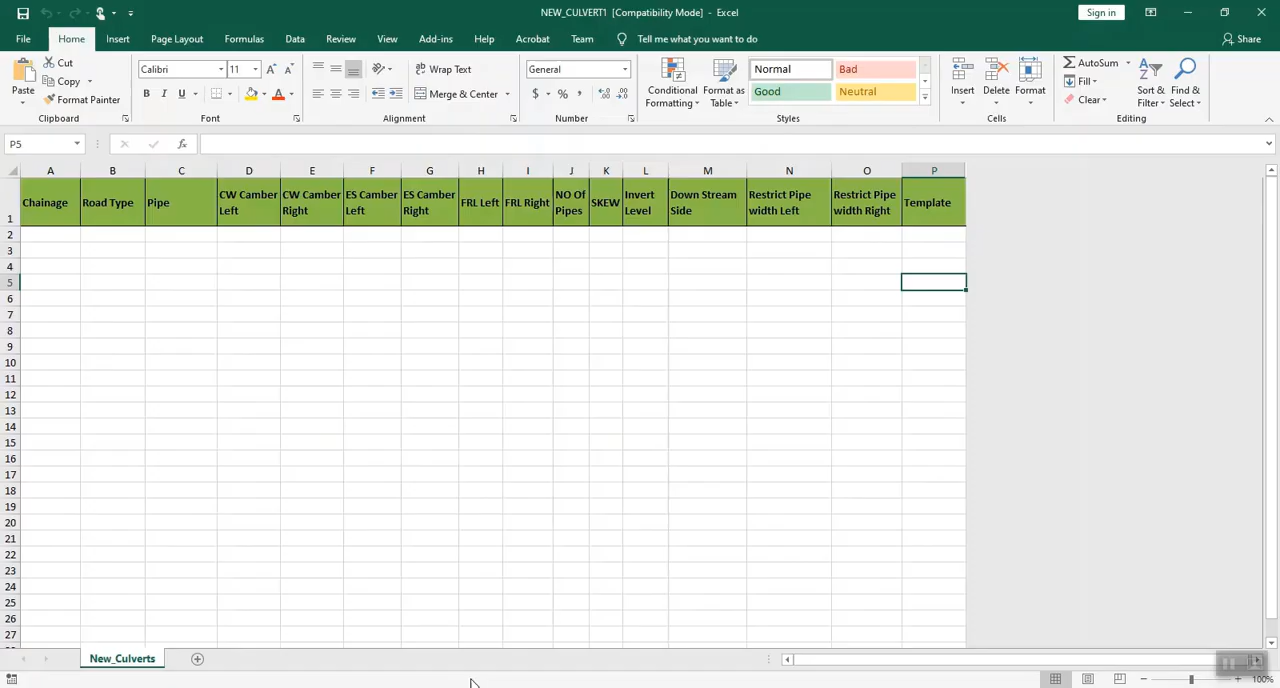 NEW_CULVERT1 [Compatibility Mode] - Excel
Sign in
File Home Insert Page Layout Formulas Data Review View Add-ins Help Acrobat Team Tell me what you want to do Share
Paste
Cut
Copy
Format Painter
Clipboard
Calibri 11
B I U
Font
Wrap Text
Merge & Center
Alignment
General
$ % ,
Number
Conditional
Formatting
Format as
Table
Normal Bad
Good Neutral
Styles
Insert Delete Format
Cells
AutoSum
Fill
Clear
Sort &
Filter
Find &
Select
Editing
P5
fx
A B C D E F G H I J K L M N O P
1
Chainage
Road Type
Pipe
CW Camber
Left
CW Camber
Right
ES Camber
Left
ES Camber
Right
FRL Left
FRL Right
NO Of
Pipes
SKEW
Invert
Level
Down Stream
Side
Restrict Pipe
width Left
Restrict Pipe
width Right
Template
2
3
4
5
6
7
8
9
10
11
12
13
14
15
16
17
18
19
20
21
22
23
24
25
26
27
New_Culverts
100%